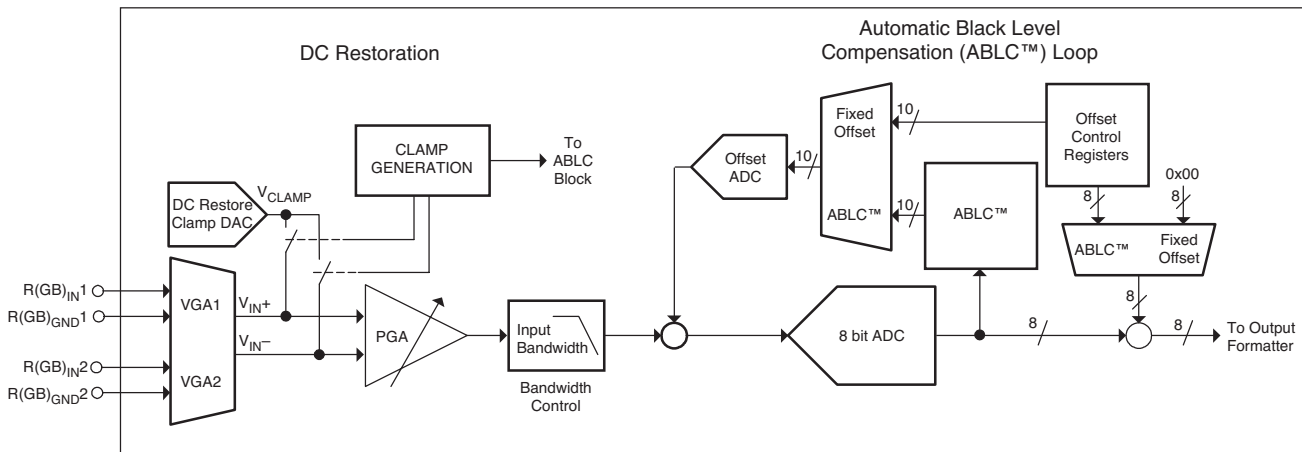 DC Restoration
Automatic Black Level
Compensation (ABLC™) Loop
CLAMP
GENERATION
To
ABLC
Block
DC Restore
Clamp DAC
V_CLAMP
Offset
ADC
10
Fixed
Offset
ABLC™
10
10
ABLC™
Offset
Control
Registers
8
0x00
8
ABLC™
Fixed
Offset
8
R(GB)IN1
R(GB)GND1
R(GB)IN2
R(GB)GND2
VGA1
VGA2
VIN+
VIN−
PGA
Input
Bandwidth
Bandwidth
Control
8 bit ADC
8
8
To Output
Formatter